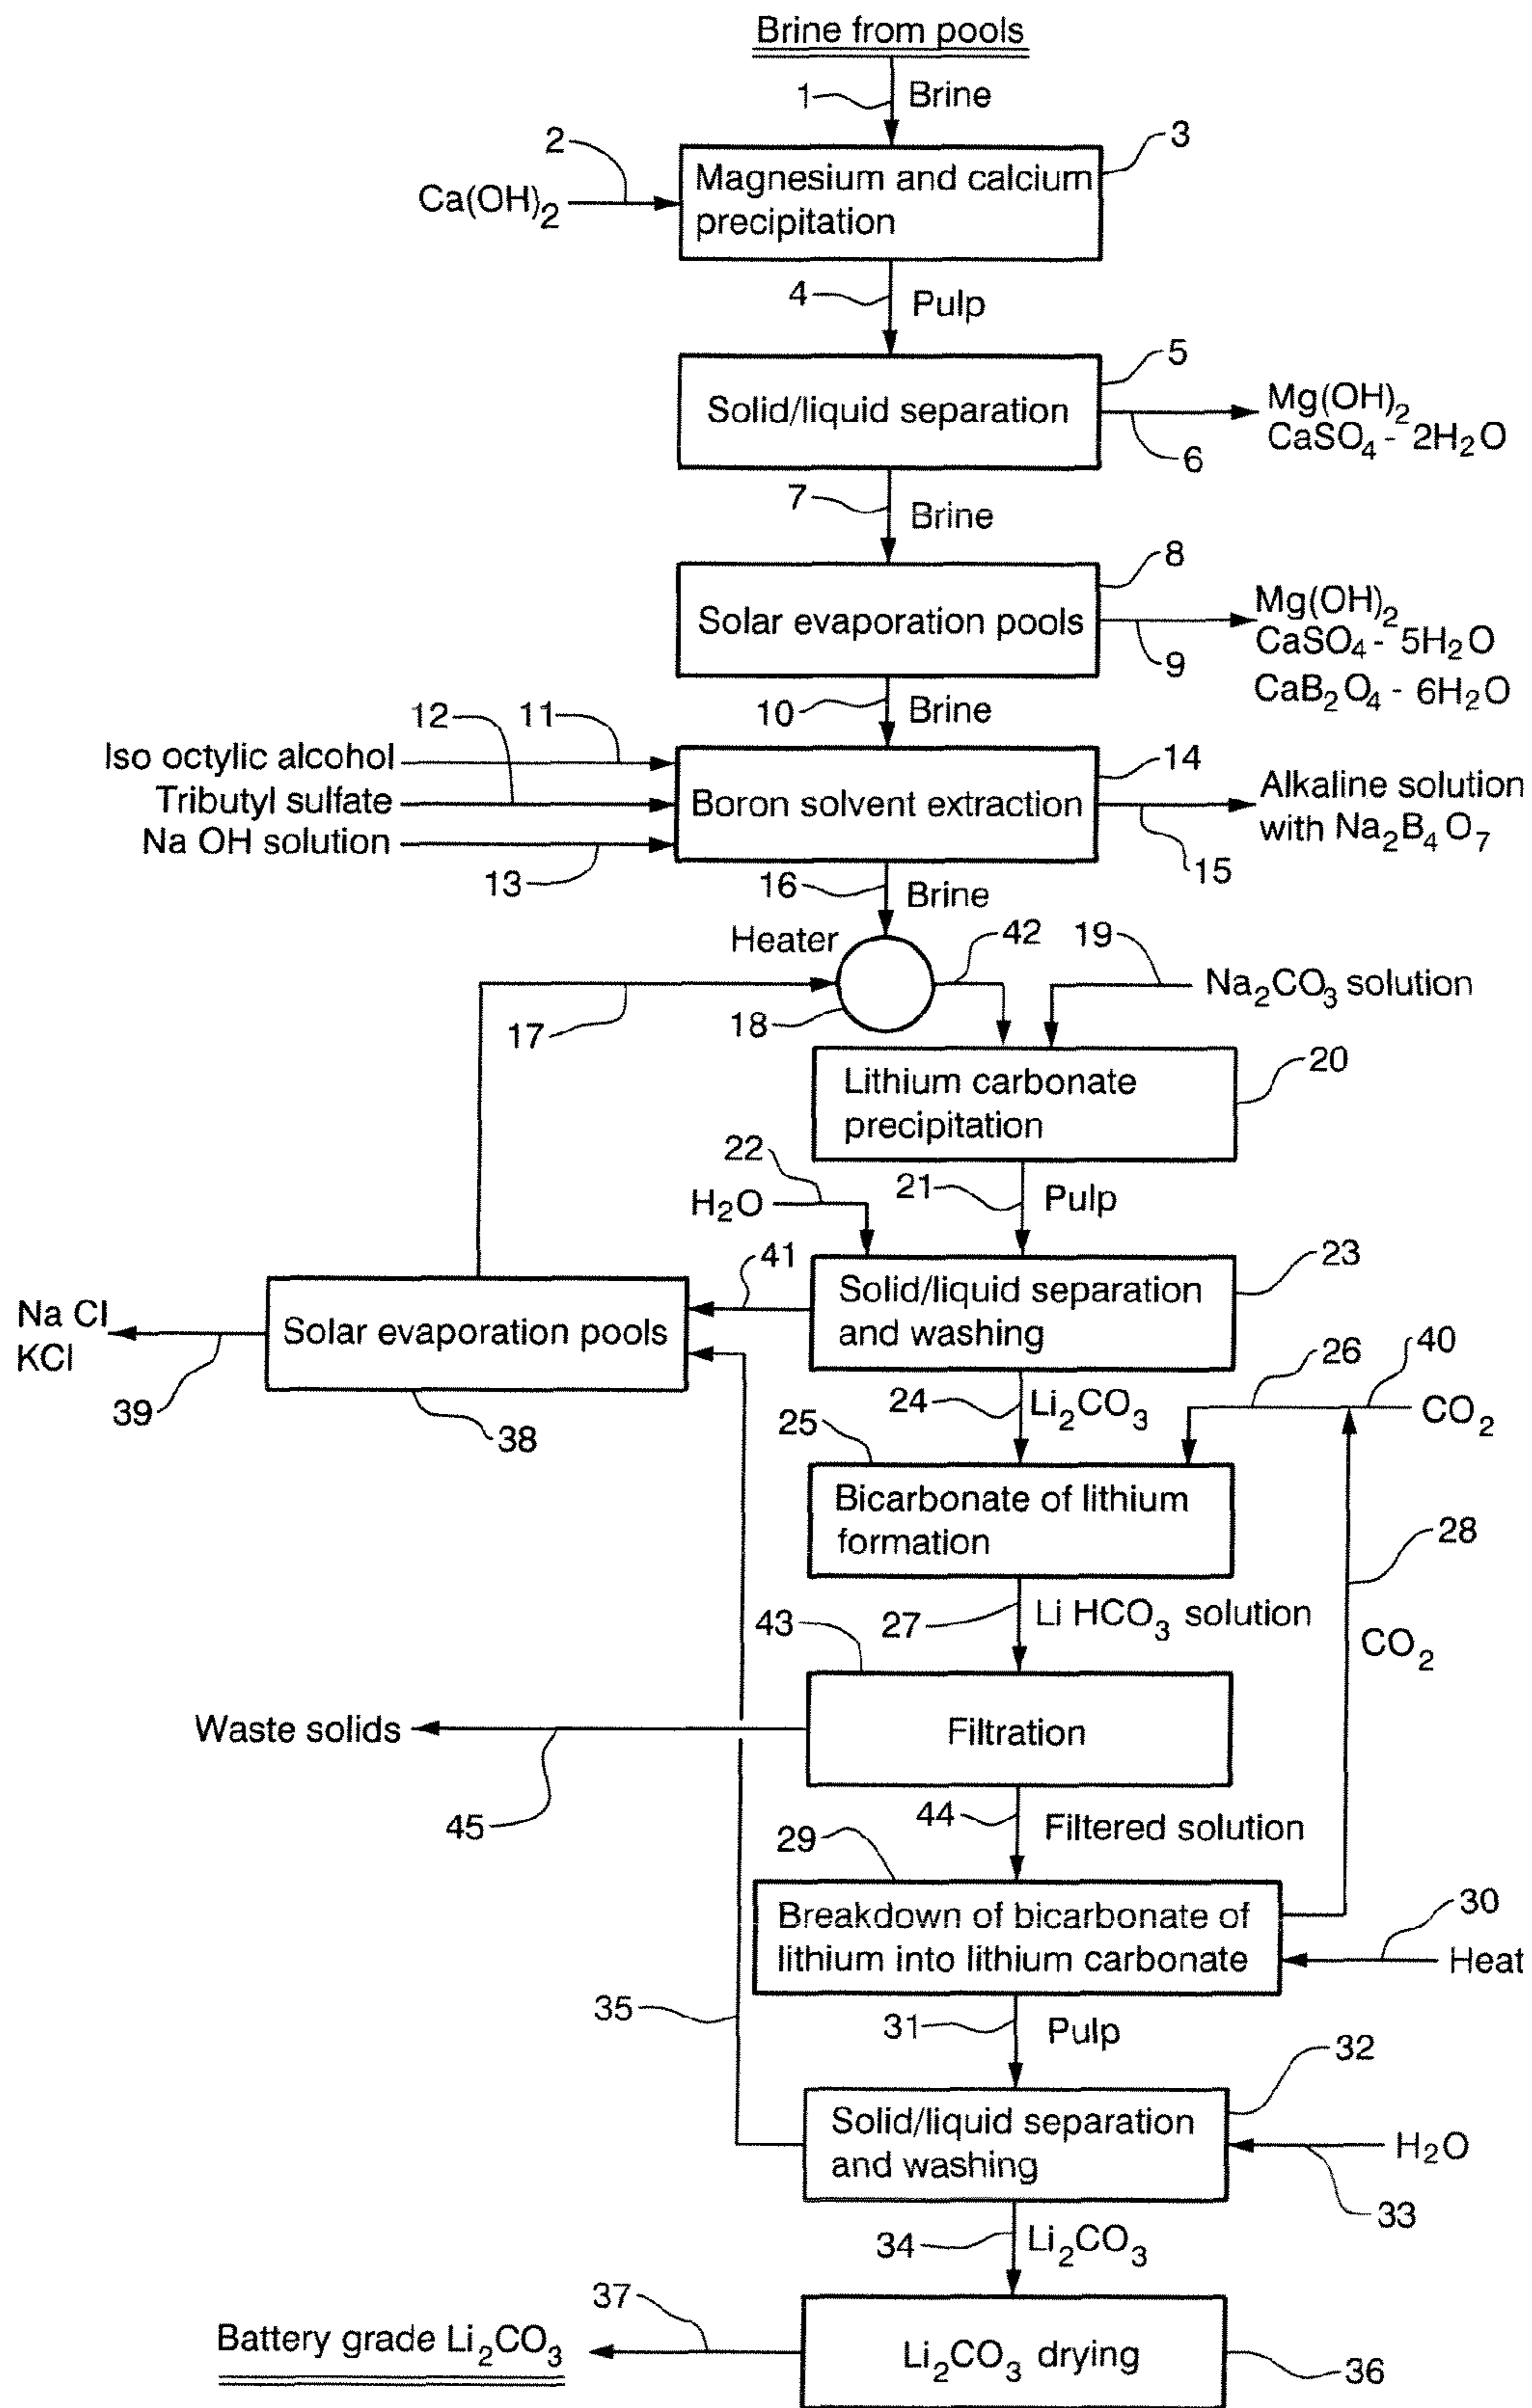 Brine from pools
1
Brine
2
3
Ca(OH)2
Magnesium and calcium
precipitation
4
Pulp
5
Solid/liquid separation
Mg(OH)2
CaSO4 - 2H2O
6
7
Brine
8
Solar evaporation pools
Mg(OH)2
CaSO4 - 5H2O
CaB2O4 - 6H2O
9
10
Brine
12
11
14
Iso octylic alcohol
Tributyl sulfate
Na OH solution
Boron solvent extraction
Alkaline solution
with Na2B4O7
13
15
16
Brine
Heater
42
19
Na2CO3 solution
17
18
20
Lithium carbonate
precipitation
22
21
Pulp
H2O
41
23
Solid/liquid separation
and washing
Na Cl
KCl
Solar evaporation pools
39
38
24
Li2CO3
26
40
CO2
25
Bicarbonate of lithium
formation
28
27
Li HCO3 solution
43
CO2
Waste solids
Filtration
45
44
Filtered solution
29
Breakdown of bicarbonate of
lithium into lithium carbonate
30
Heat
35
31
Pulp
32
Solid/liquid separation
and washing
H2O
33
34
Li2CO3
37
Battery grade Li2CO3
Li2CO3 drying
36